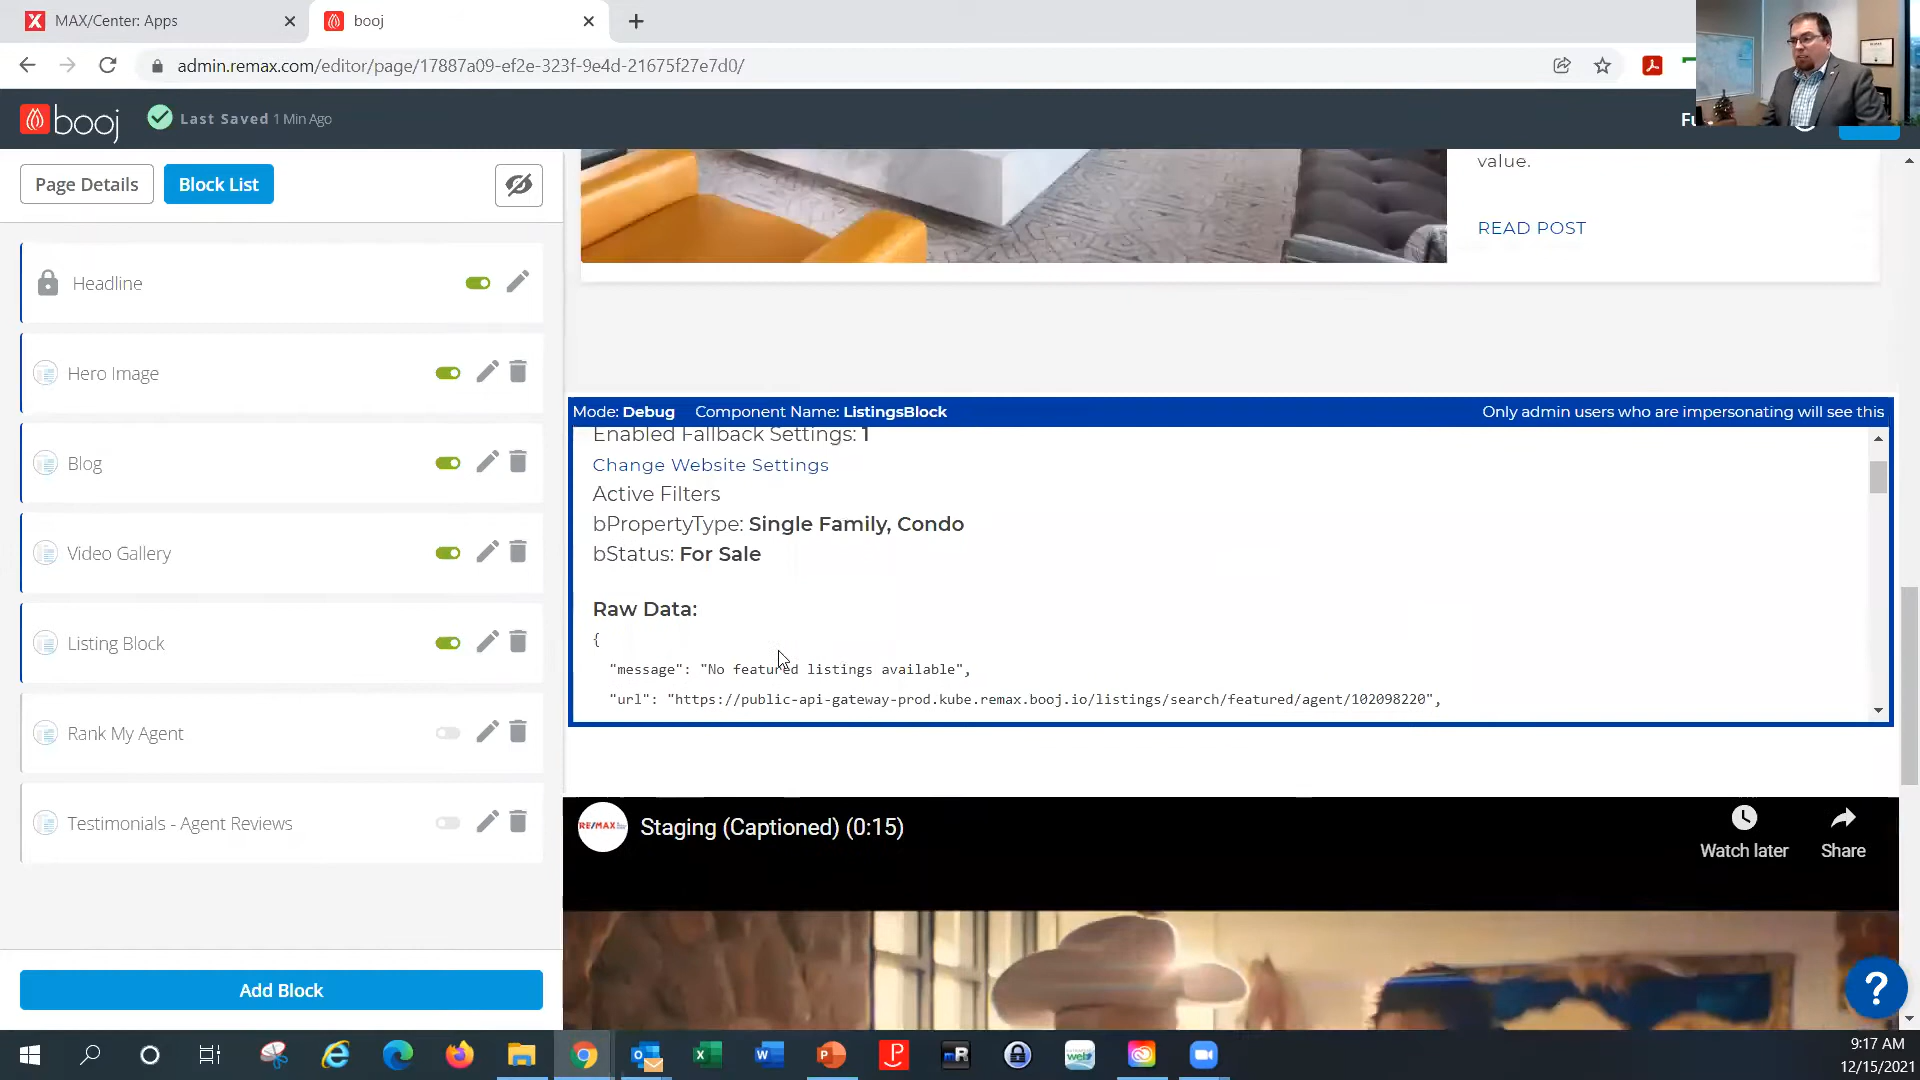 MAX/Center: Apps
booj
admin.remax.com/editor/page/17887a09-ef2e-323f-9e4d-21675f27e7d0/
booj
Last Saved 1 Min Ago
Page Details
Block List
Headline
Hero Image
Blog
Video Gallery
Listing Block
Rank My Agent
Testimonials - Agent Reviews
Add Block
value.
READ POST
Mode: Debug Component Name: ListingsBlock Only admin users who are impersonating will see this
Enabled Fallback Settings: 1
Change Website Settings
Active Filters
bPropertyType: Single Family, Condo
bStatus: For Sale
Raw Data:
{
"message": "No featured listings available",
"url": "https://public-api-gateway-prod.kube.remax.booj.io/listings/search/featured/agent/102098220",
RE/MAX
Staging (Captioned) (0:15)
Watch later
Share
?
9:17 AM
12/15/2021